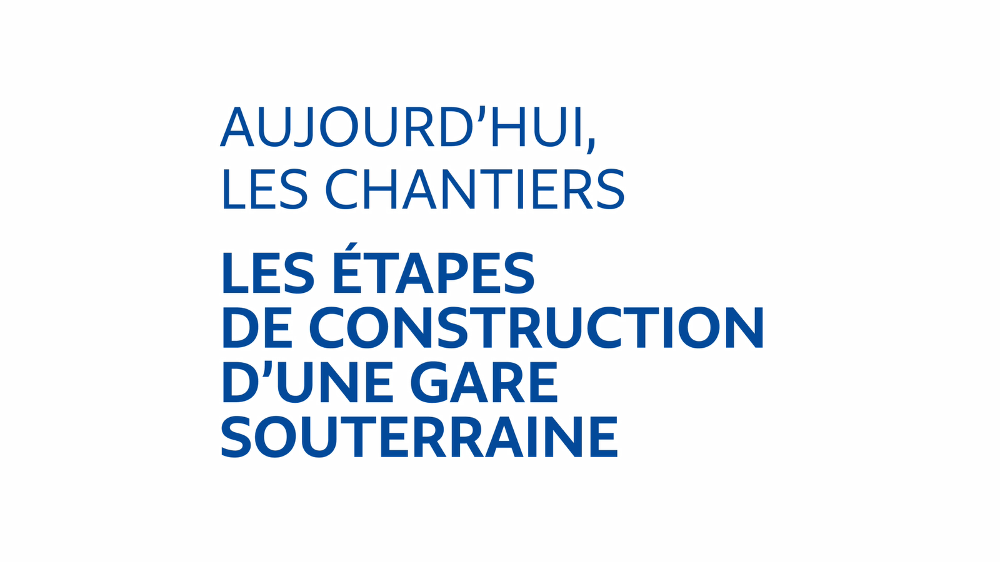 AUJOURD’HUI,
LES CHANTIERS
LES ÉTAPES
DE CONSTRUCTION
D’UNE GARE
SOUTERRAINE